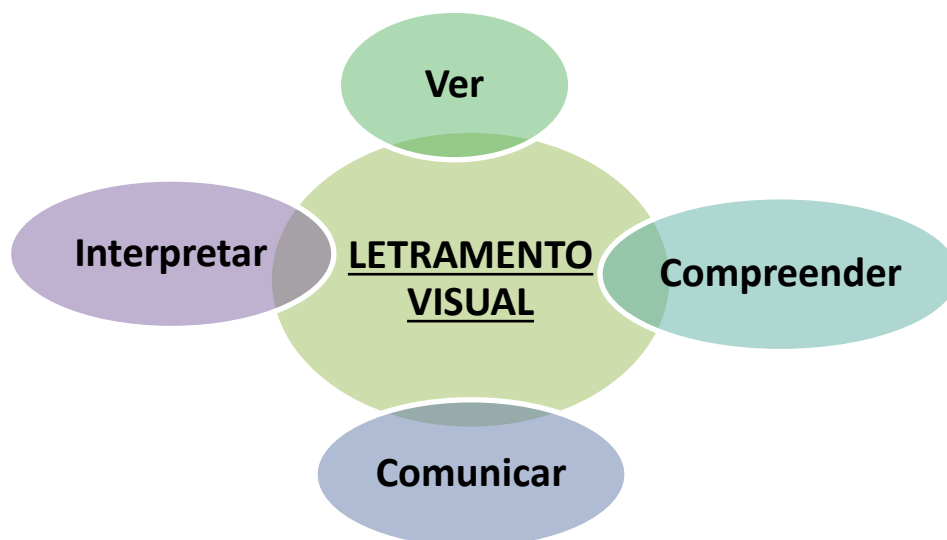 Ver
Interpretar
LETRAMENTO
VISUAL
Compreender
Comunicar